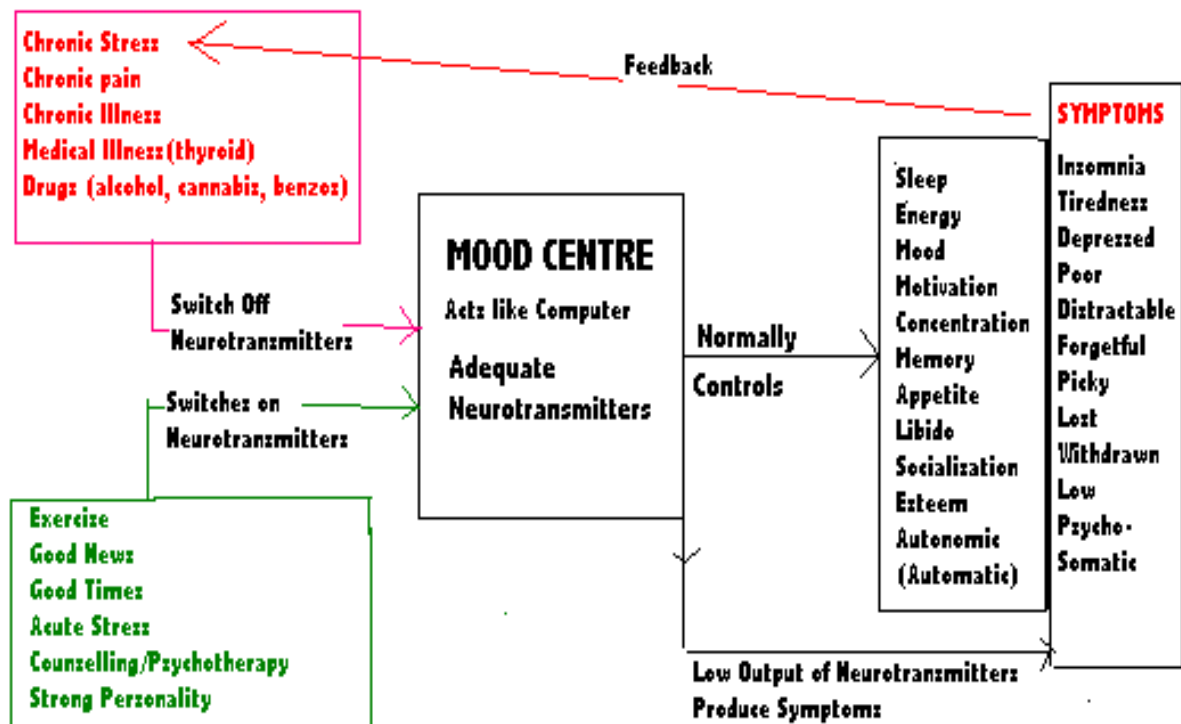 Chronic Stress
Chronic pain
Chronic Illness
Medical Illness(thyroid)
Drugs (alcohol, cannabis, benzos)
Feedback
Switch Off
Neurotransmitters
Switches on
Neurotransmitters
Exercise
Good News
Good Times
Acute Stress
Counselling/Psychotherapy
Strong Personality
MOOD CENTRE
Acts like Computer
Adequate
Neurotransmitters
Normally
Controls
Sleep
Energy
Mood
Motivation
Concentration
Memory
Appetite
Libido
Socialization
Esteem
Autonomic
(Automatic)
SYMPTOMS
Insomnia
Tiredness
Depressed
Poor
Distractable
Forgetful
Picky
Lost
Withdrawn
Low
Psycho-
Somatic
Low Output of Neurotransmitters
Produce Symptoms